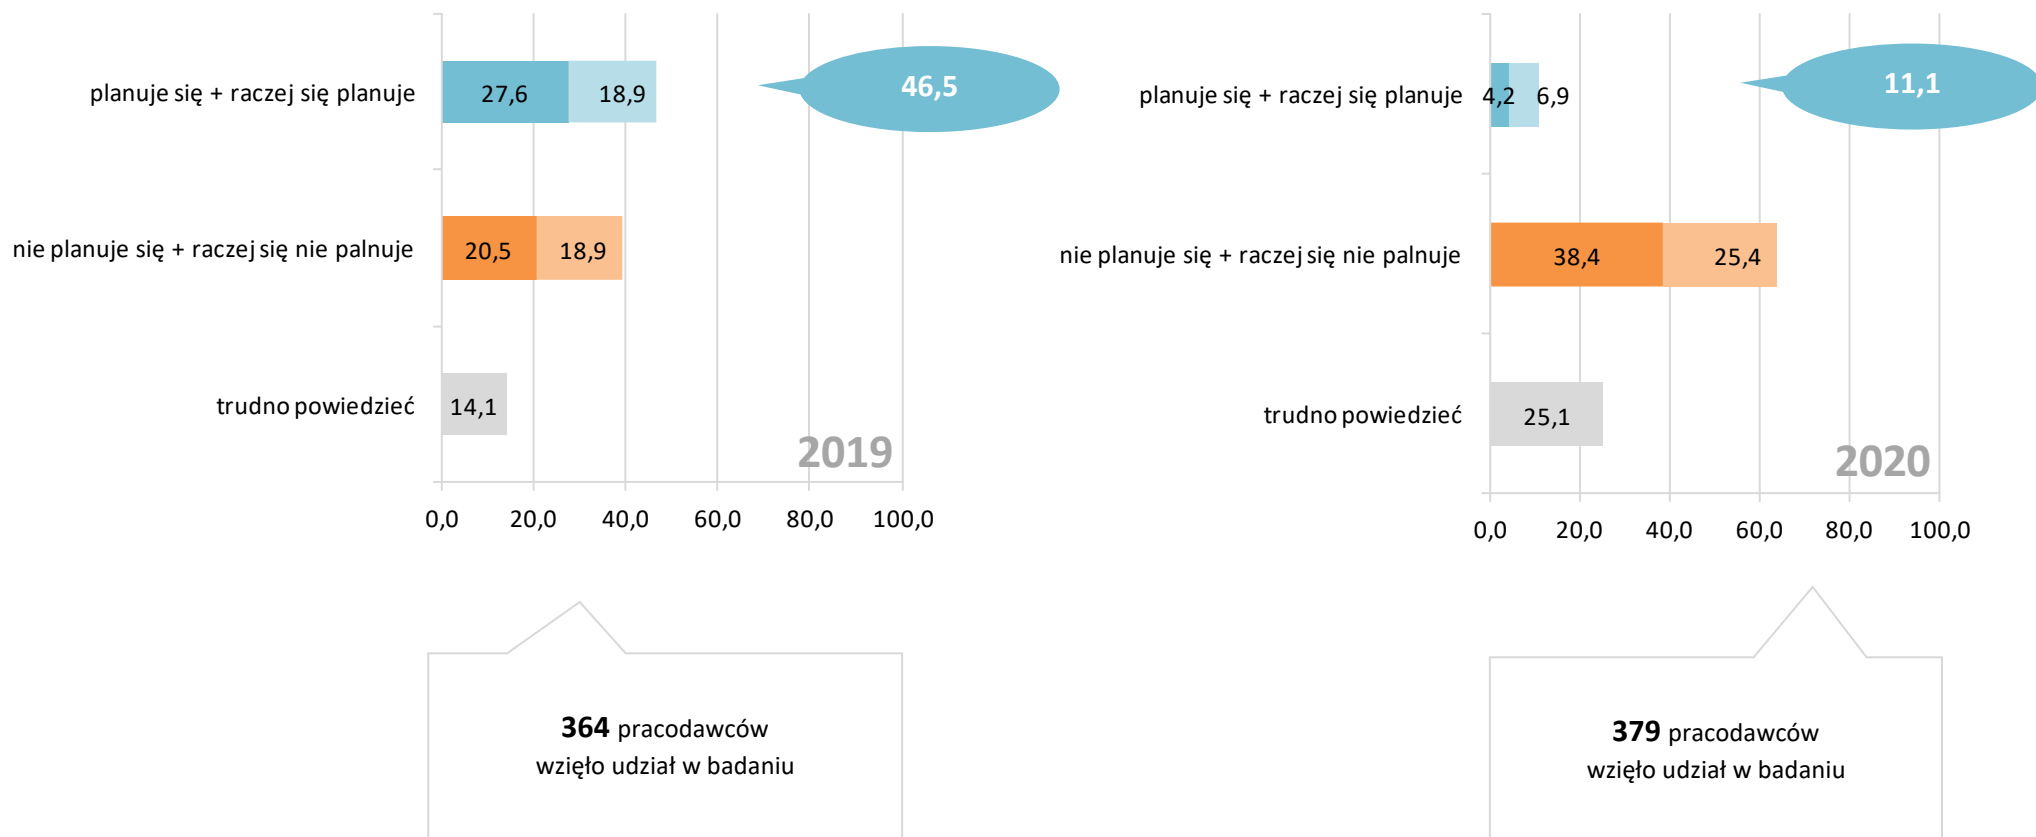 planuje się + raczej się planuje
27,6
18,9
46,5
nie planuje się + raczej się nie palnuje
20,5
18,9
trudno powiedzieć
14,1
2019
0,0 20,0 40,0 60,0 80,0 100,0
364 pracodawców
wzięło udział w badaniu
planuje się + raczej się planuje
4,2
6,9
11,1
nie planuje się + raczej się nie palnuje
38,4
25,4
trudno powiedzieć
25,1
2020
0,0 20,0 40,0 60,0 80,0 100,0
379 pracodawców
wzięło udział w badaniu